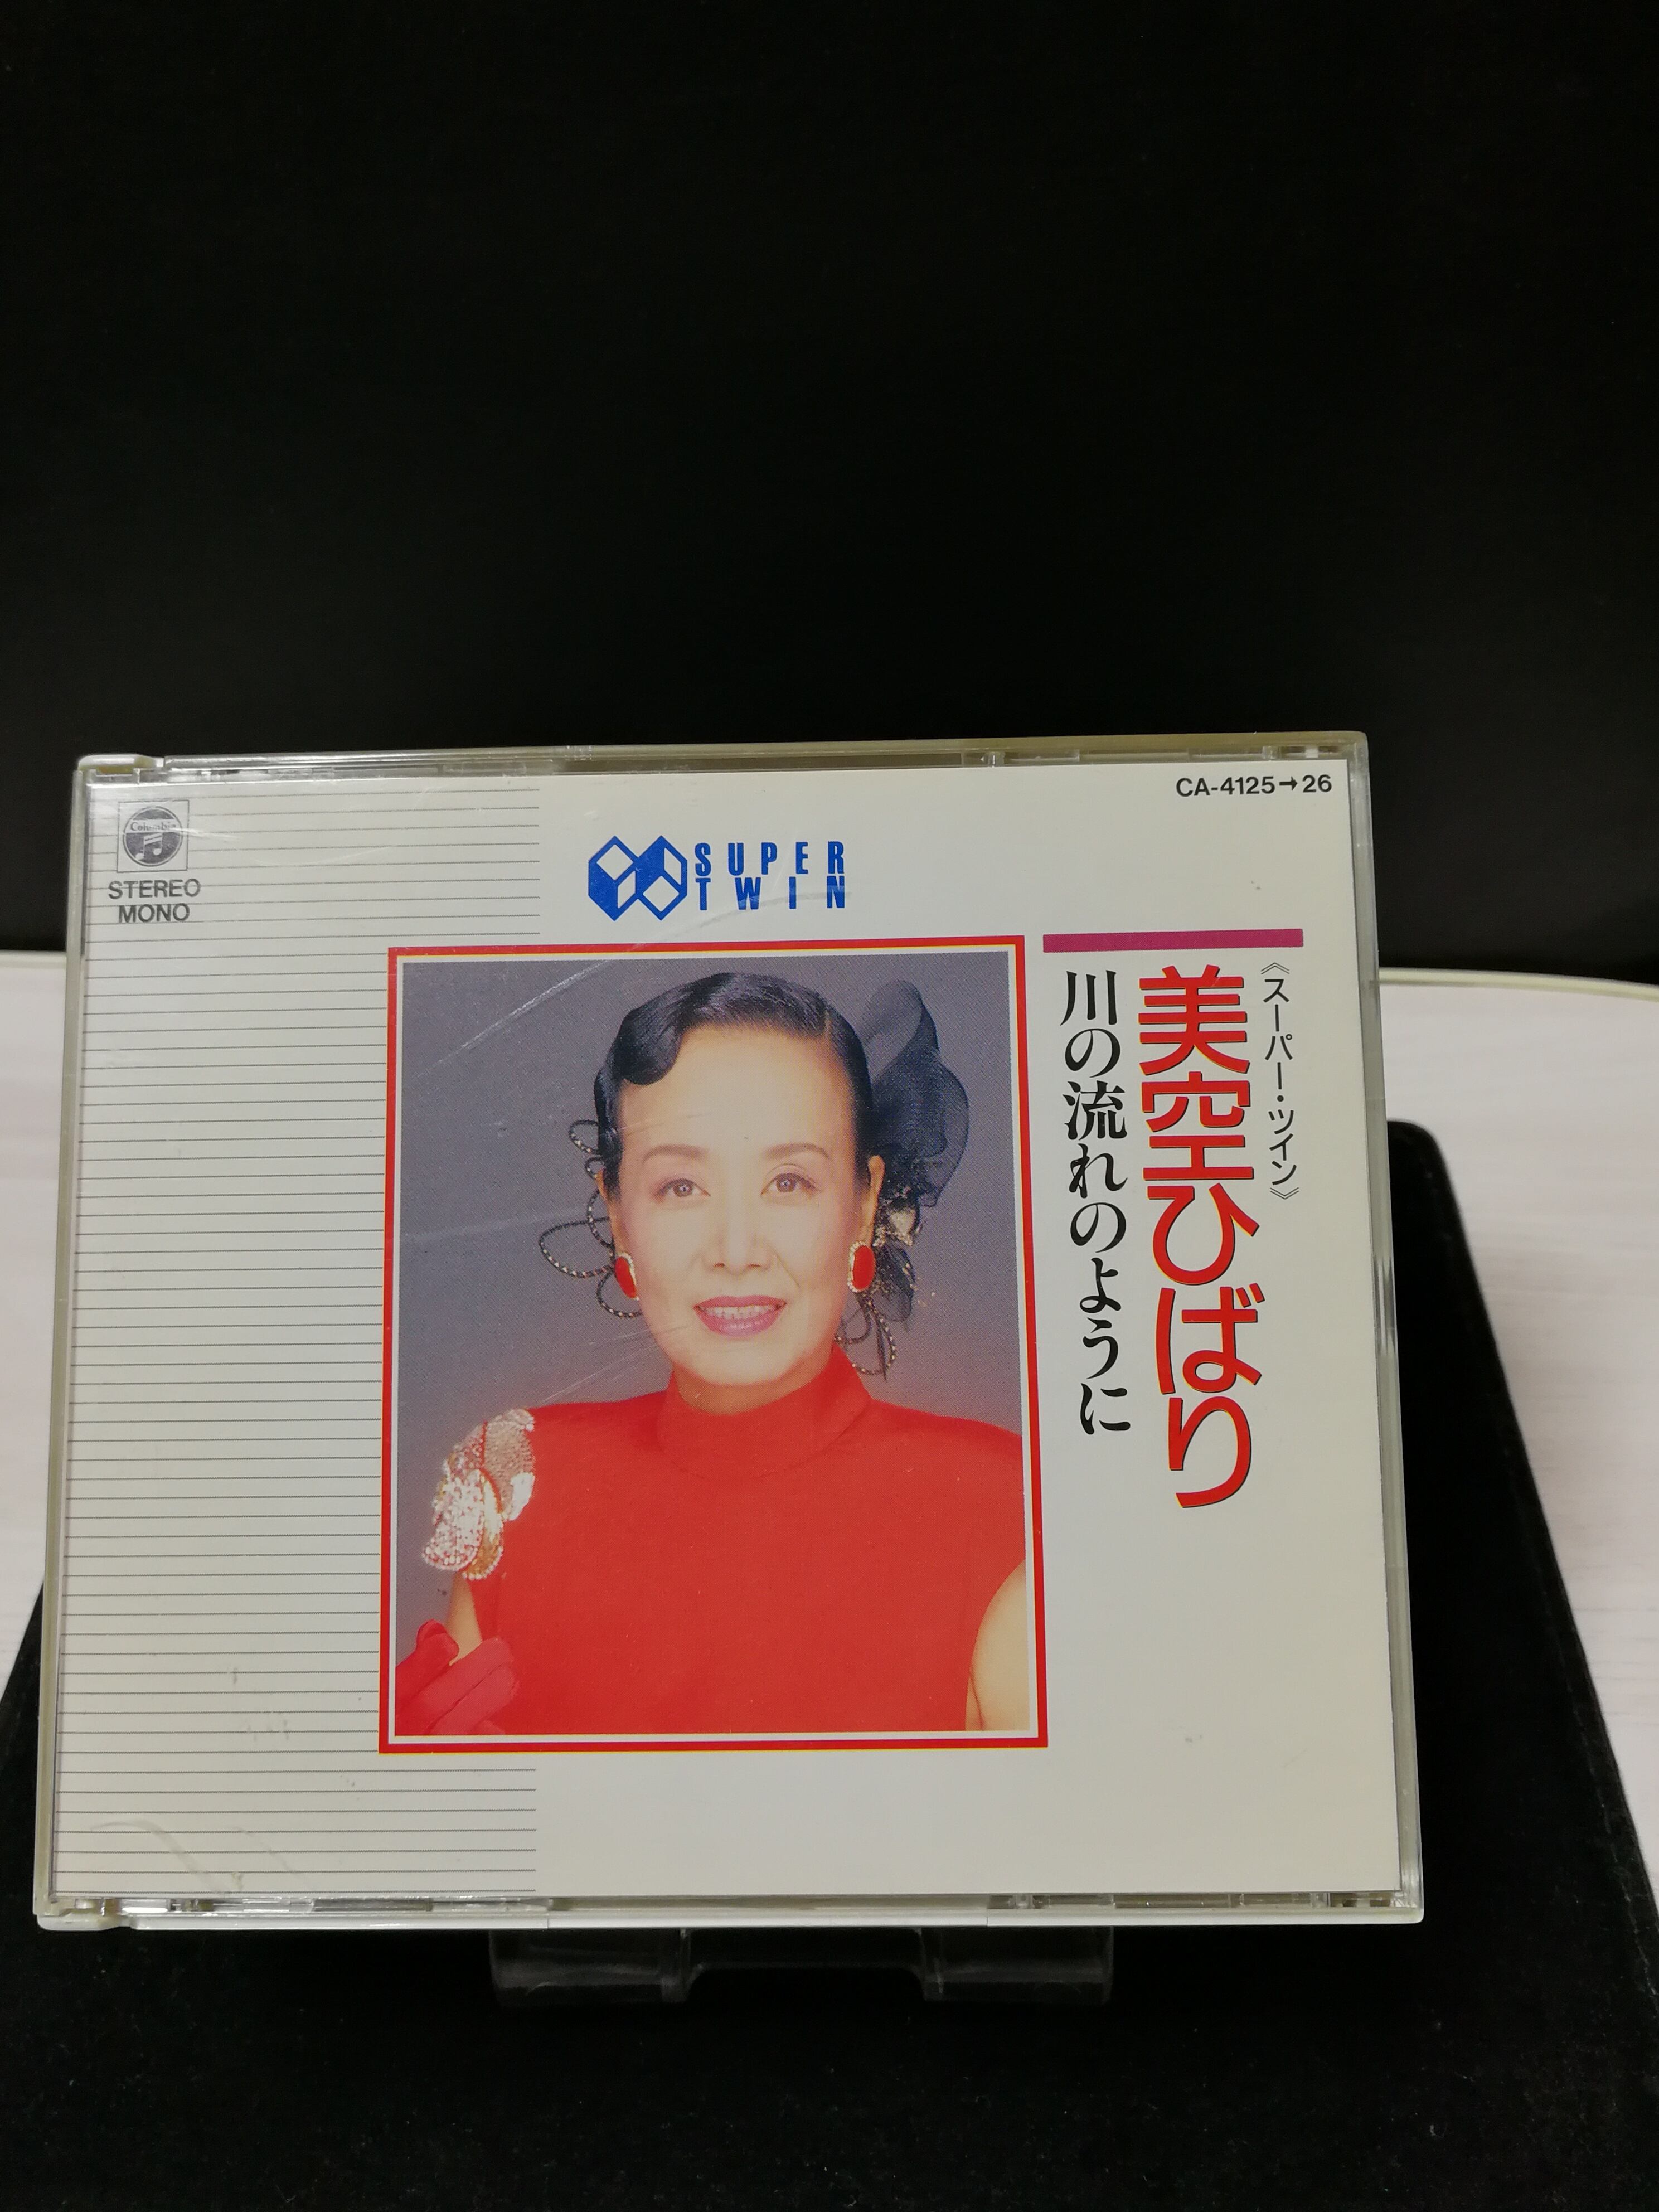 CA-4125→26
Columbia
STEREO
MONO
SUPER
TWIN
《スーパー・ツイン》
美空ひばり
川の流れのように